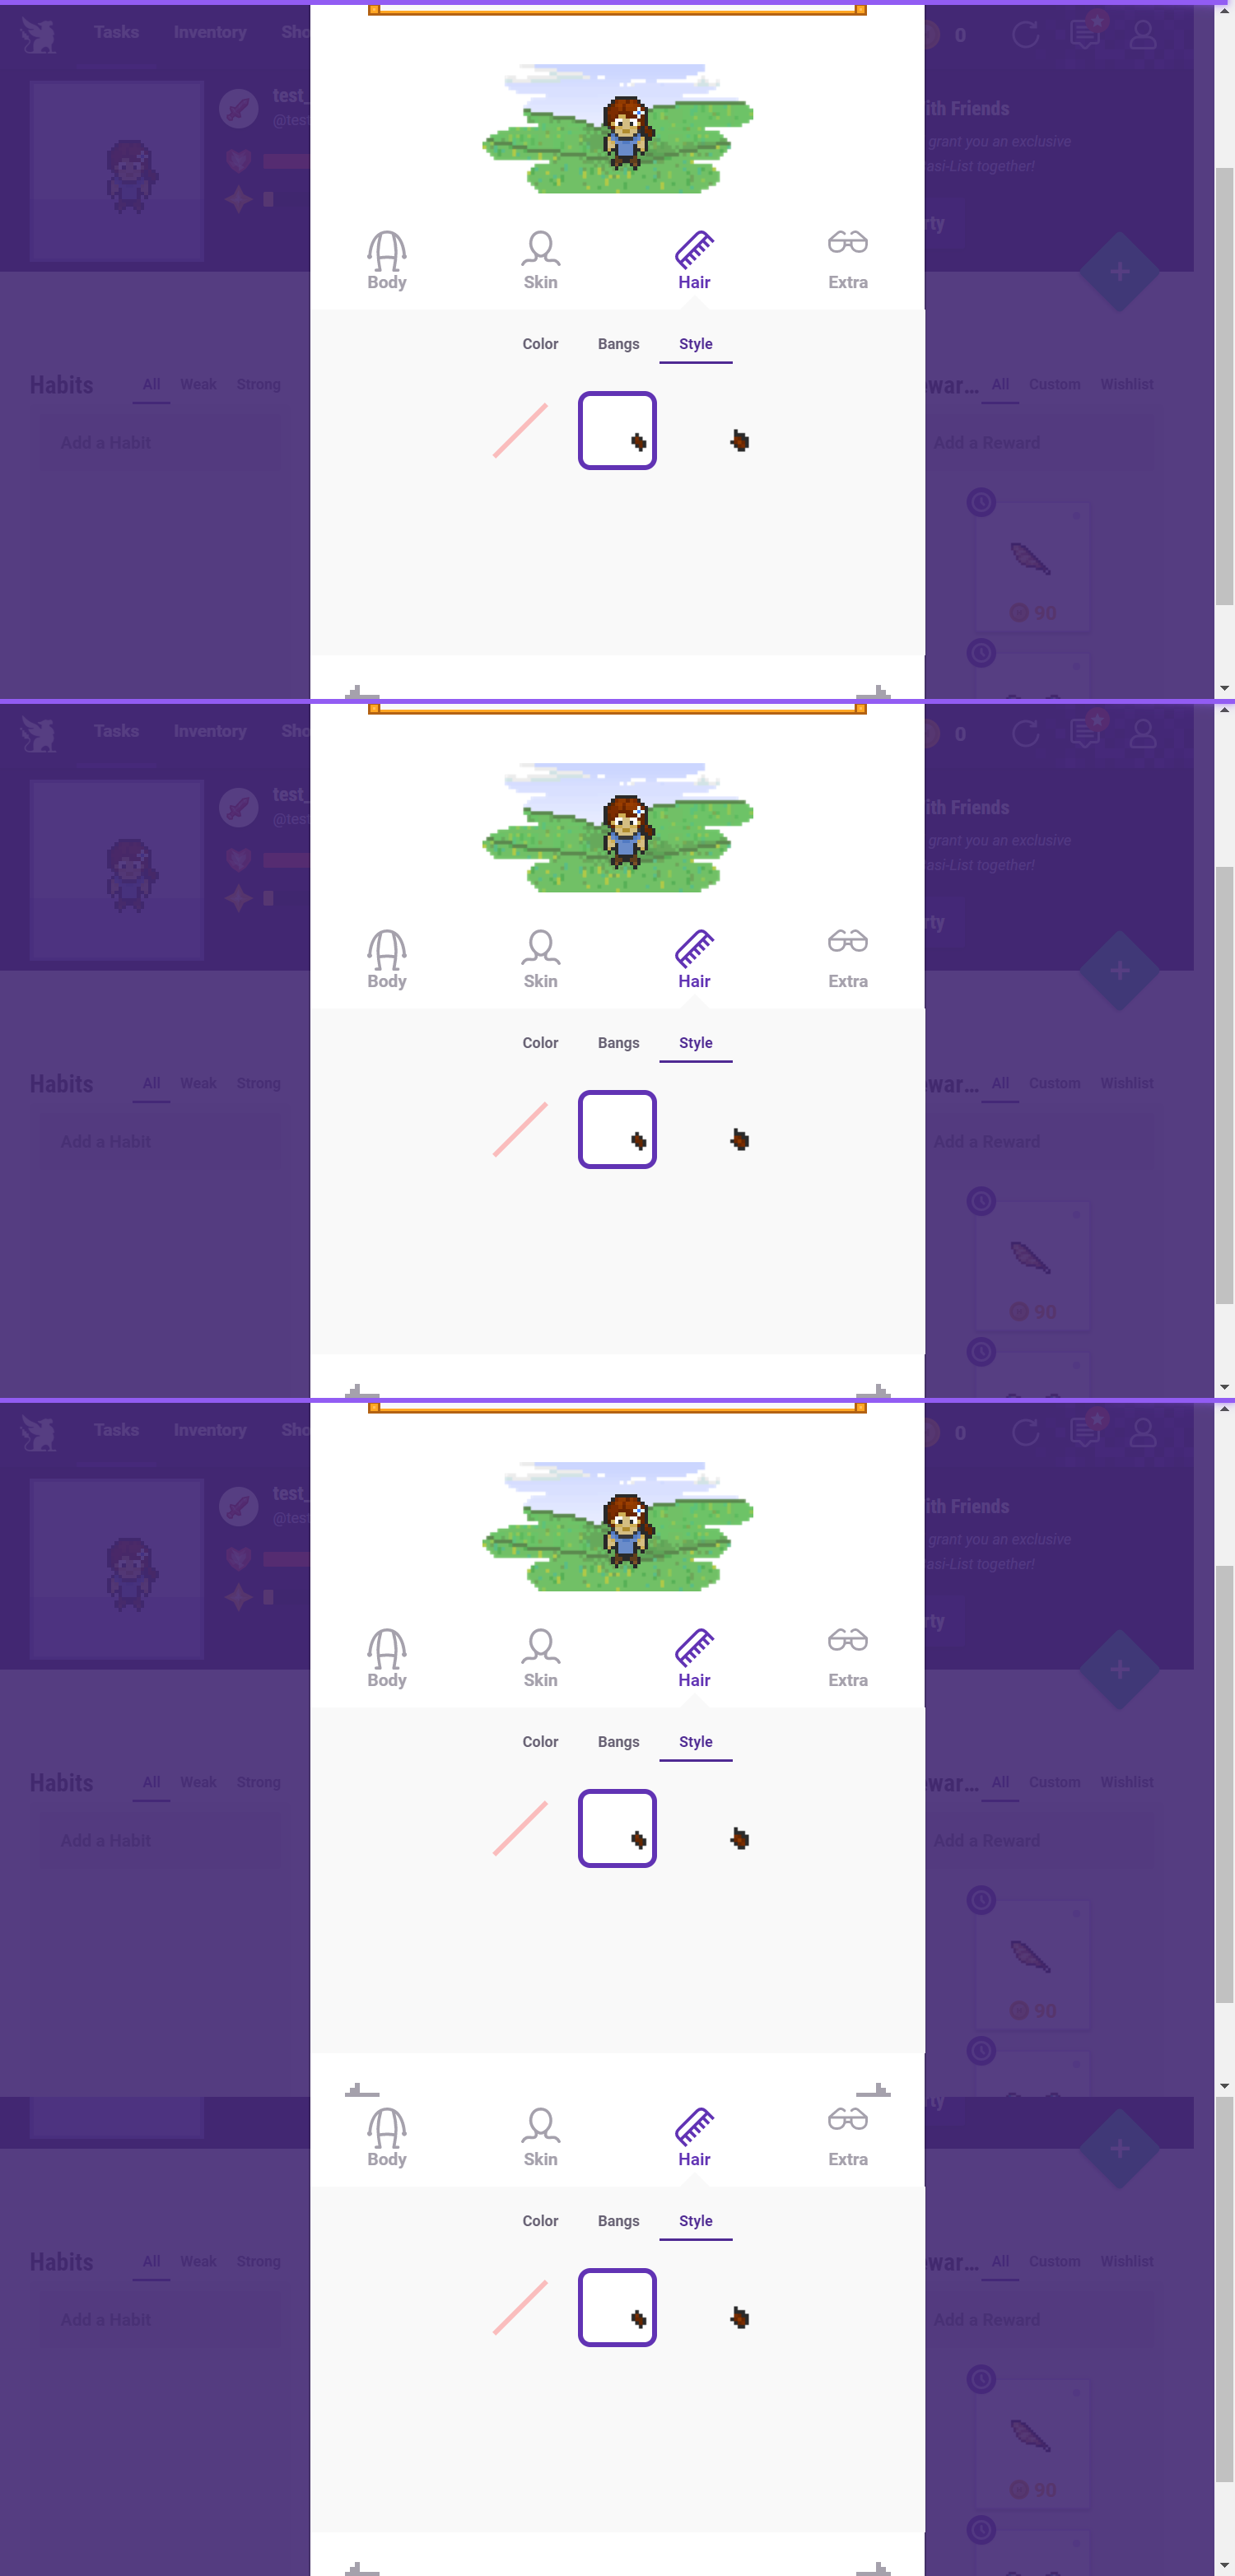 Tasks Inventory Sho 0
test_
@test
ith Friends
grant you an exclusive
asi-List together!
rty
Body Skin Hair Extra
Color Bangs Style
Habits All Weak Strong
ewar... All Custom Wishlist
Add a Habit
Add a Reward
90
Tasks Inventory Sho 0
test_
@test
ith Friends
grant you an exclusive
asi-List together!
rty
Body Skin Hair Extra
Color Bangs Style
Habits All Weak Strong
ewar... All Custom Wishlist
Add a Habit
Add a Reward
90
Tasks Inventory Sho 0
test_
@test
ith Friends
grant you an exclusive
asi-List together!
rty
Body Skin Hair Extra
Color Bangs Style
Habits All Weak Strong
ewar... All Custom Wishlist
Add a Habit
Add a Reward
90
rty
Body Skin Hair Extra
Color Bangs Style
Habits All Weak Strong
ewar... All Custom Wishlist
Add a Habit
Add a Reward
90